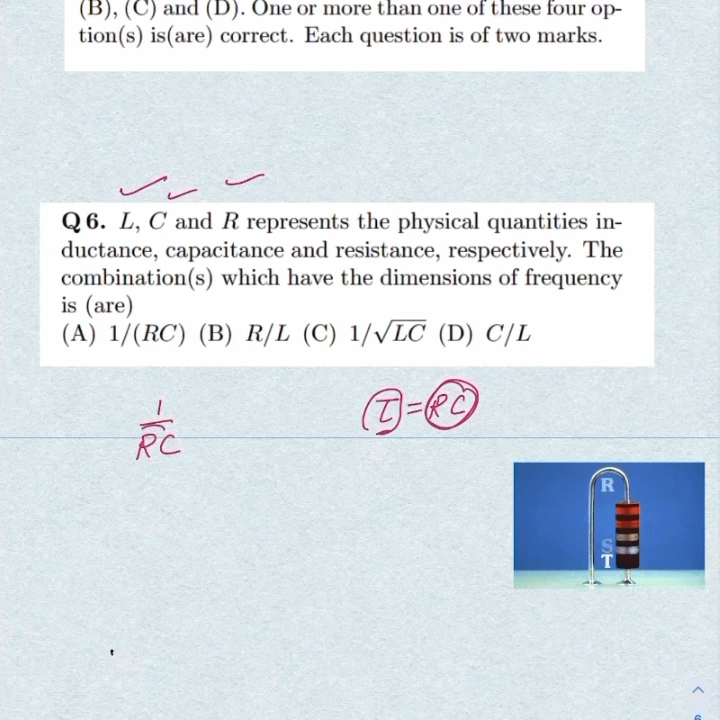 (B), (C) and (D). One or more than one of these four op-
tion(s) is(are) correct. Each question is of two marks.
Q 6. L, C and R represents the physical quantities in-
ductance, capacitance and resistance, respectively. The
combination(s) which have the dimensions of frequency
is (are)
(A) 1/(RC) (B) R/L (C) 1/√LC (D) C/L
1/RC
τ = RC
R
S
T